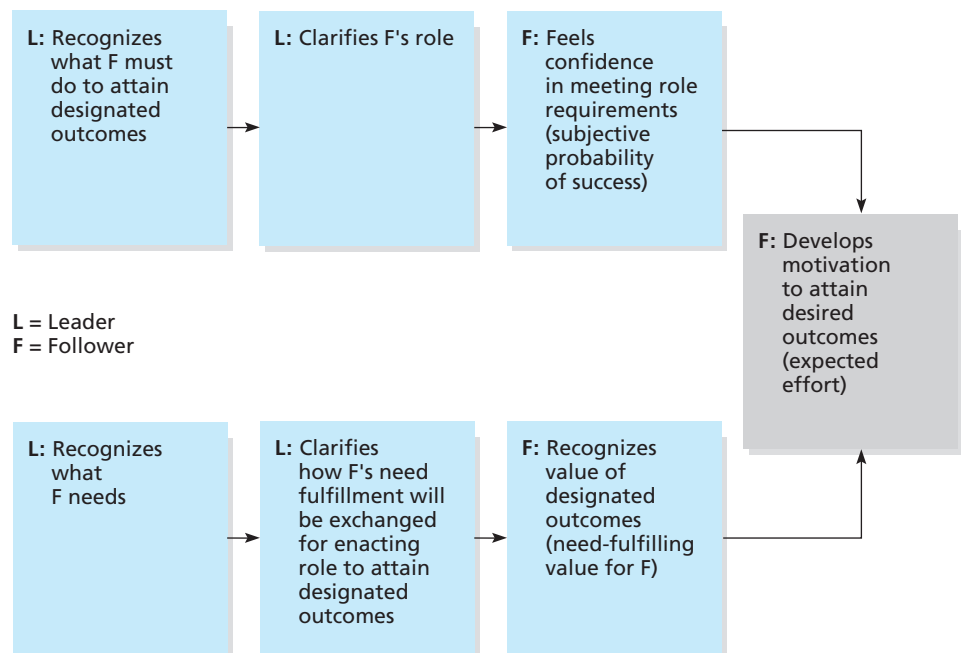 L: Recognizes
what F must
do to attain
designated
outcomes
L: Clarifies F's role
F: Feels
confidence
in meeting role
requirements
(subjective
probability
of success)
F: Develops
motivation
to attain
desired
outcomes
(expected
effort)
L = Leader
F = Follower
L: Recognizes
what
F needs
L: Clarifies
how F's need
fulfillment will
be exchanged
for enacting
role to attain
designated
outcomes
F: Recognizes
value of
designated
outcomes
(need-fulfilling
value for F)